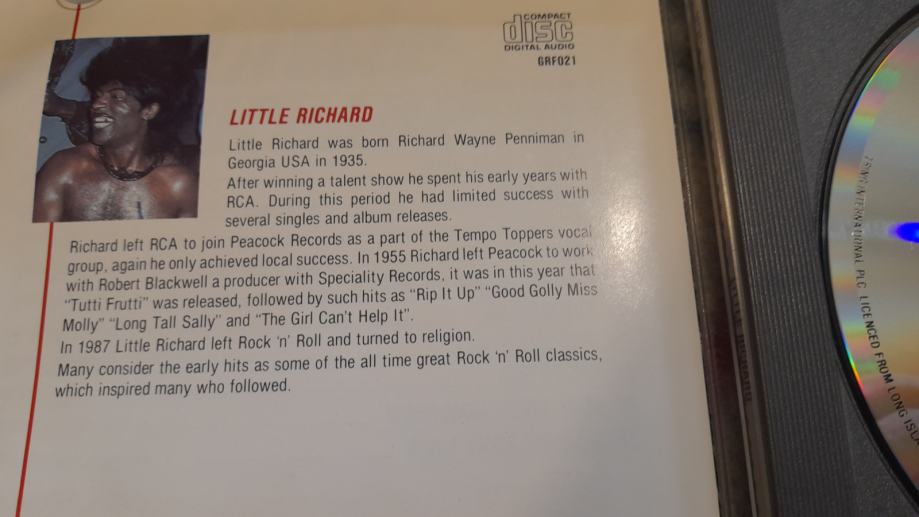 COMPACT
disc
DIGITAL AUDIO
GRF021
LITTLE RICHARD
Little Richard was born Richard Wayne Penniman in
Georgia USA in 1935.
After winning a talent show he spent his early years with
RCA. During this period he had limited success with
several singles and album releases.
Richard left RCA to join Peacock Records as a part of the Tempo Toppers vocal
group, again he only achieved local success. In 1955 Richard left Peacock to work
with Robert Blackwell a producer with Speciality Records, it was in this year that
“Tutti Frutti” was released, followed by such hits as “Rip It Up” “Good Golly Miss
Molly” “Long Tall Sally” and “The Girl Can't Help It”.
In 1987 Little Richard left Rock 'n' Roll and turned to religion.
Many consider the early hits as some of the all time great Rock 'n' Roll classics,
which inspired many who followed.
INTERNATIONAL PLC LICENCED FROM LONG